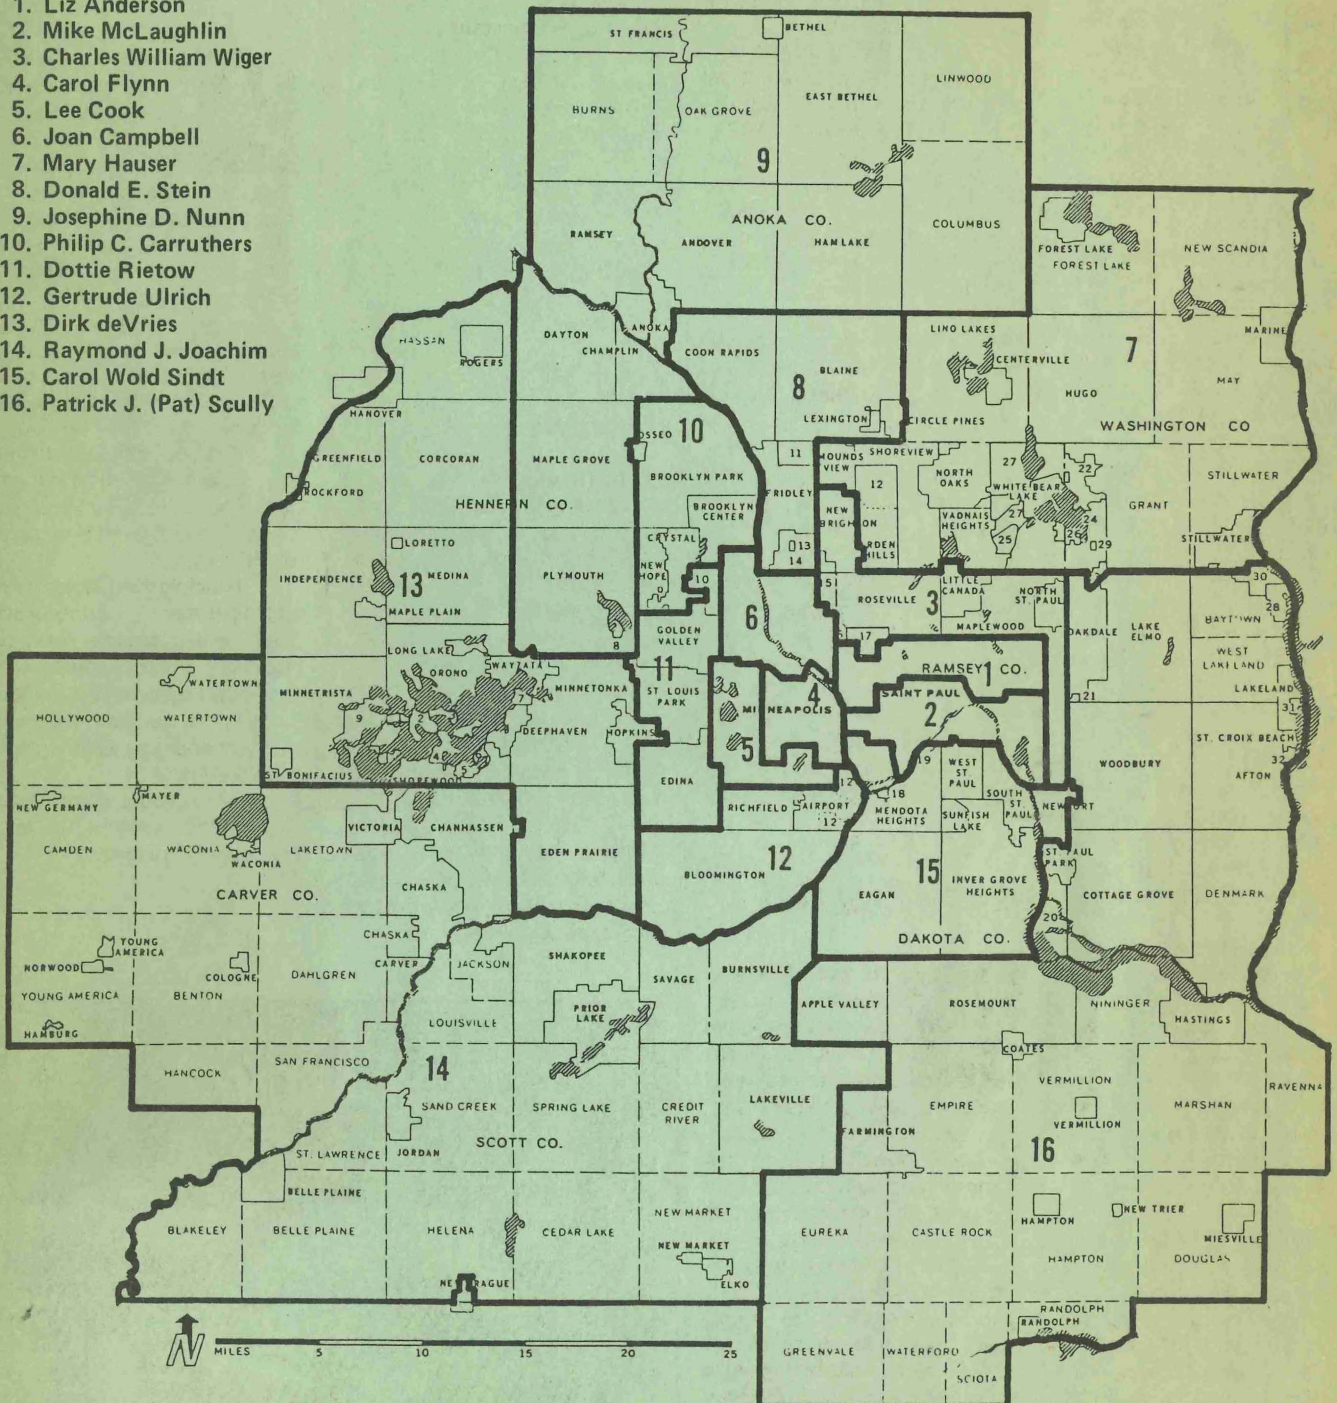 1. Liz Anderson
2. Mike McLaughlin
3. Charles William Wiger
4. Carol Flynn
5. Lee Cook
6. Joan Campbell
7. Mary Hauser
8. Donald E. Stein
9. Josephine D. Nunn
10. Philip C. Carruthers
11. Dottie Rietow
12. Gertrude Ulrich
13. Dirk deVries
14. Raymond J. Joachim
15. Carol Wold Sindt
16. Patrick J. (Pat) Scully
ST FRANCIS
BETHEL
LINWOOD
BURNS
OAK GROVE
EAST BETHEL
9
ANOKA CO.
RAMSEY
ANDOVER
HAM LAKE
COLUMBUS
FOREST LAKE
FOREST LAKE
NEW SCANDIA
HASSAN
ROGERS
DAYTON
CHAMPLIN
ANOKA
COON RAPIDS
BLAINE
8
LEXINGTON
LINO LAKES
CENTERVILLE
7
MARINE
HUGO
MAY
CIRCLE PINES
WASHINGTON CO
HANOVER
GREENFIELD
CORCORAN
MAPLE GROVE
OSSEO
10
BROOKLYN PARK
11
MOUNDS VIEW
SHOREVIEW
12
NORTH OAKS
27
WHITE BEAR LAKE
22
STILLWATER
ROCKFORD
HENNEPIN CO.
BROOKLYN CENTER
FRIDLEY
NEW BRIGHTON
VADNAIS HEIGHTS
27
25
24
26
GRANT
29
STILLWATER
LORETTO
CRYSTAL
NEW HOPE
13
14
ARDEN HILLS
INDEPENDENCE
13
MEDINA
PLYMOUTH
10
15
ROSEVILLE
3
LITTLE CANADA
NORTH ST. PAUL
30
28
MAPLE PLAIN
6
MAPLEWOOD
OAKDALE
LAKE ELMO
BAYTOWN
LONG LAKE
8
GOLDEN VALLEY
17
RAMSEY CO.
1
WEST LAKELAND
ORONO
WAYZATA
11
ST LOUIS PARK
4
SAINT PAUL
2
21
LAKELAND
WATERTOWN
MINNETRISTA
MINNETONKA
MINNEAPOLIS
31
HOLLYWOOD
WATERTOWN
9
2
7
DEEPHAVEN
HOPKINS
5
19
WEST ST PAUL
WOODBURY
ST. CROIX BEACH
32
AFTON
ST BONIFACIUS
4
5
SHOREWOOD
EDINA
12
18
SOUTH ST. PAUL
NEWPORT
NEW GERMANY
MAYER
VICTORIA
CHANHASSEN
RICHFIELD
AIRPORT
12
MENDOTA HEIGHTS
SUNFISH LAKE
CAMDEN
WACONIA
WACONIA
LAKETOWN
EDEN PRAIRIE
BLOOMINGTON
12
ST. PAUL PARK
CARVER CO.
CHASKA
EAGAN
15
INVER GROVE HEIGHTS
COTTAGE GROVE
DENMARK
YOUNG AMERICA
CHASKA
20
NORWOOD
COLOGNE
DAHLGREN
CARVER
JACKSON
SHAKOPEE
SAVAGE
BURNSVILLE
DAKOTA CO.
YOUNG AMERICA
BENTON
APPLE VALLEY
ROSEMOUNT
NININGER
HASTINGS
HAMBURG
LOUISVILLE
PRIOR LAKE
COATES
HANCOCK
SAN FRANCISCO
14
VERMILLION
RAVENNA
SAND CREEK
SPRING LAKE
CREDIT RIVER
LAKEVILLE
EMPIRE
VERMILLION
MARSHAN
SCOTT CO.
FARMINGTON
16
ST. LAWRENCE
JORDAN
BELLE PLAINE
BLAKELEY
BELLE PLAINE
HELENA
CEDAR LAKE
NEW MARKET
EUREKA
CASTLE ROCK
HAMPTON
NEW TRIER
MIESVILLE
NEW MARKET
HAMPTON
DOUGLAS
NEW PRAGUE
ELKO
RANDOLPH
RANDOLPH
N
MILES 5 10 15 20 25
GREENVALE
WATERFORD
SCIOTA